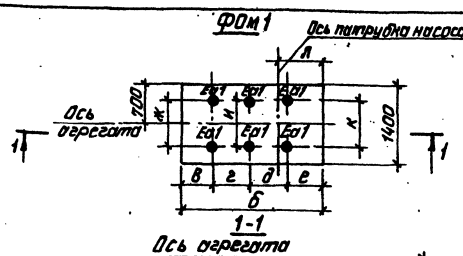 ФОМ1
Ось патрубка насоса
л
Еа1 Еа1 Еа1
700
ж
и
к
1400
Ось
агрегата
1
1
Еа1 Еа1 Еа1
в г д е
Б
1-1
Ось агрегата